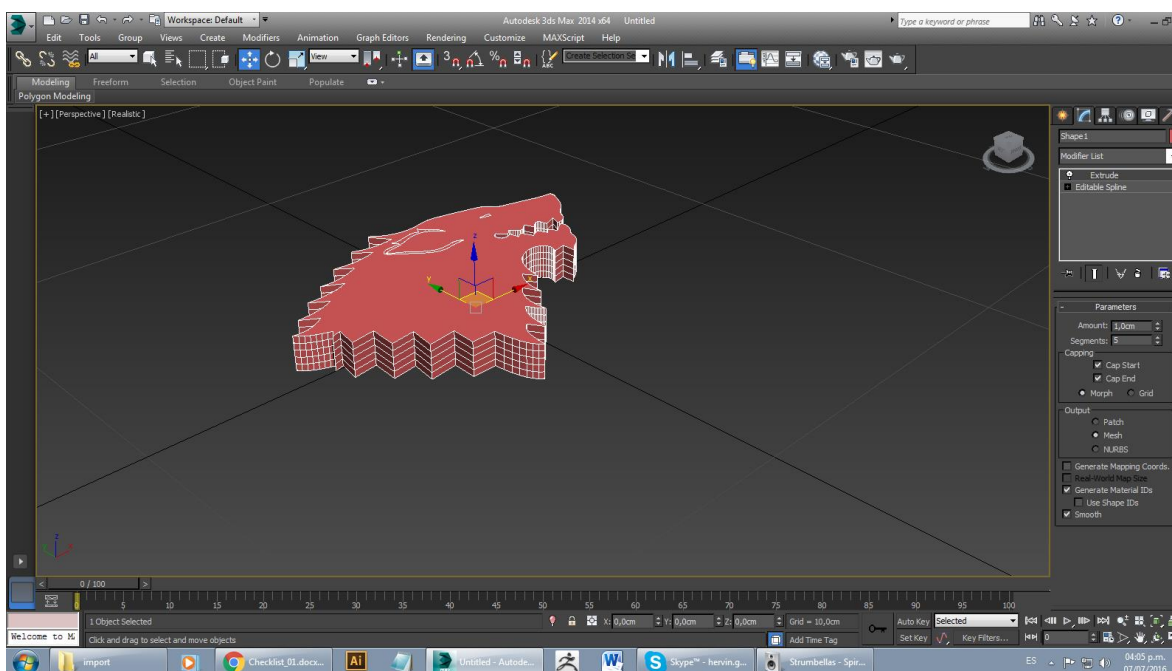 Workspace: Default
Autodesk 3ds Max 2014 x64 Untitled
Type a keyword or phrase
Edit Tools Group Views Create Modifiers Animation Graph Editors Rendering Customize MAXScript Help
All
View
3
Create Selection Se
Modeling Freeform Selection Object Paint Populate
Polygon Modeling
[+] [Perspective] [Realistic]
Shape1
Modifier List
Extrude
Editable Spline
z
y
x
- Parameters
Amount: 1,0cm
Segments: 5
Capping
Cap Start
Cap End
Morph Grid
Output
Patch
Mesh
NURBS
Generate Mapping Coords.
Real-World Map Size
Generate Material IDs
Use Shape IDs
Smooth
z
< 0 / 100 >
5 10 15 20 25 30 35 40 45 50 55 60 65 70 75 80 85 90 95 100
1 Object Selected
X: 0,0cm Y: 0,0cm Z: 0,0cm Grid = 10,0cm
Auto Key Selected
Welcome to M
Click and drag to select and move objects
Add Time Tag
Set Key Key Filters... 0
import
Checklist_01.docx...
Ai
Untitled - Autode...
W
Skype™ - hervin.g...
Strumbellas - Spir...
ES
04:05 p.m.
07/07/2016